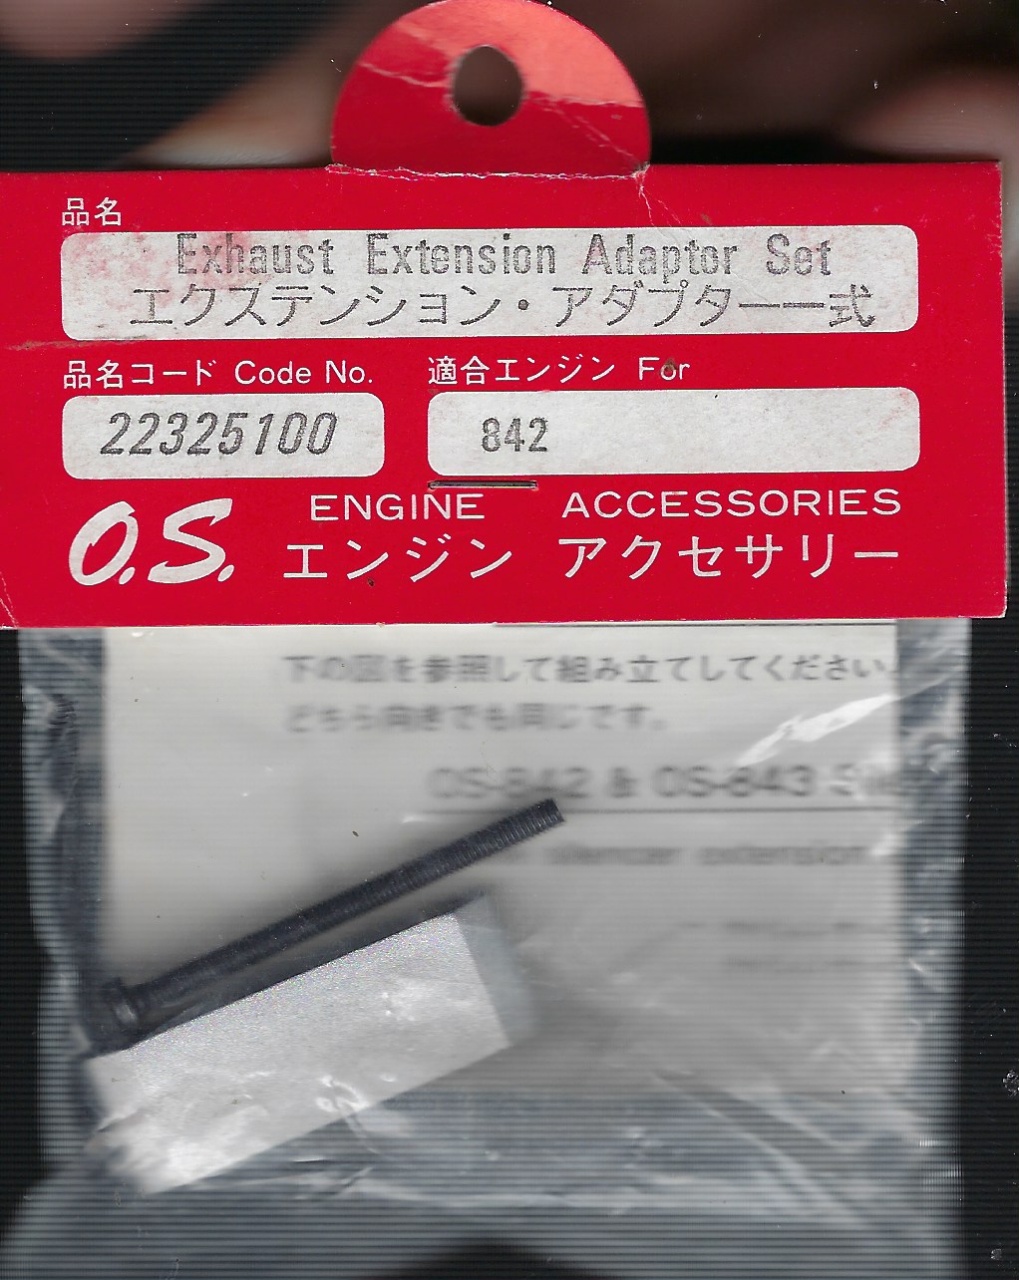 品名
Exhaust Extension Adaptor Set
エクステンション・アダプター一式
品名コード Code No.
適合エンジン For
22325100
842
O.S. ENGINE ACCESSORIES
エンジン アクセサリー
下の図を参照して組み立てしてください。
どちら向きでも同じです。
OS-842 & OS-843
silencer extension